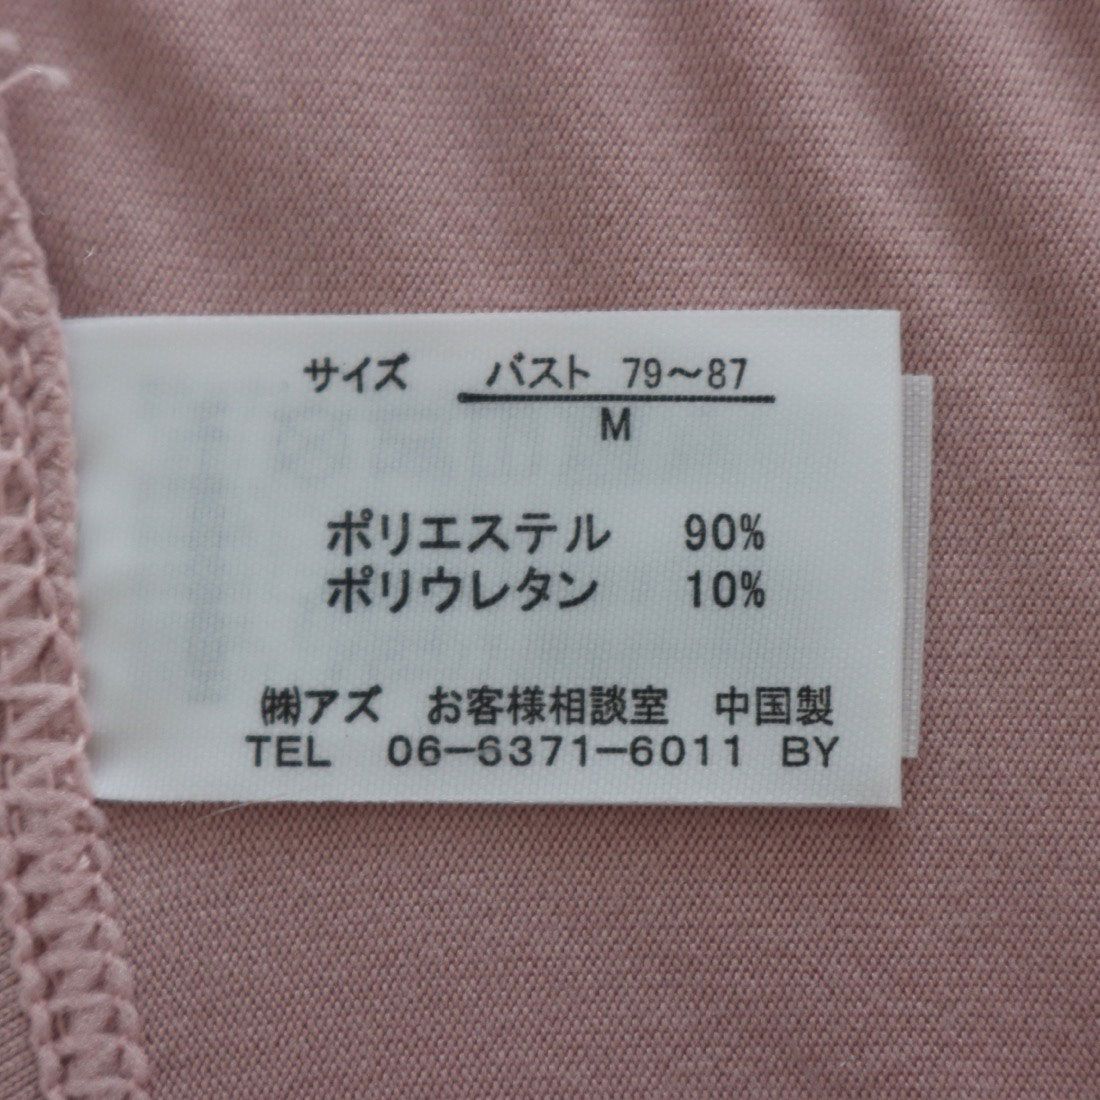 サイズ バスト 79～87
M
ポリエステル 90%
ポリウレタン 10%
㈱アズ お客様相談室 中国製
TEL 06-6371-6011 BY